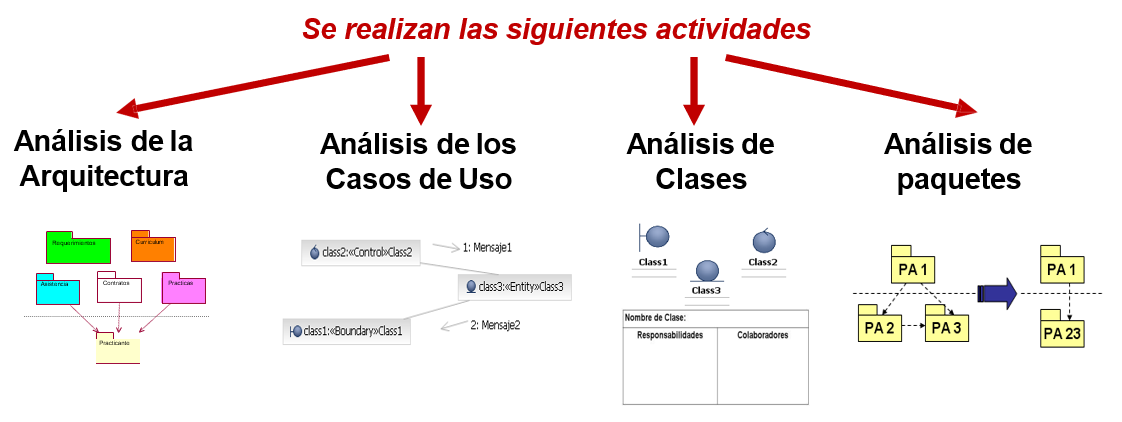 Se realizan las siguientes actividades
Análisis de la
Arquitectura
Análisis de los
Casos de Uso
Análisis de
Clases
Análisis de
paquetes
Requerimientos
Curriculum
Asistencia
Contratos
Practicas
Practicante
class2:«Control»Class2
1: Mensaje1
class3:«Entity»Class3
class1:«Boundary»Class1
2: Mensaje2
Class1
Class2
Class3
Nombre de Clase:
Responsabilidades
Colaboradores
PA 1
PA 2
PA 3
PA 1
PA 23